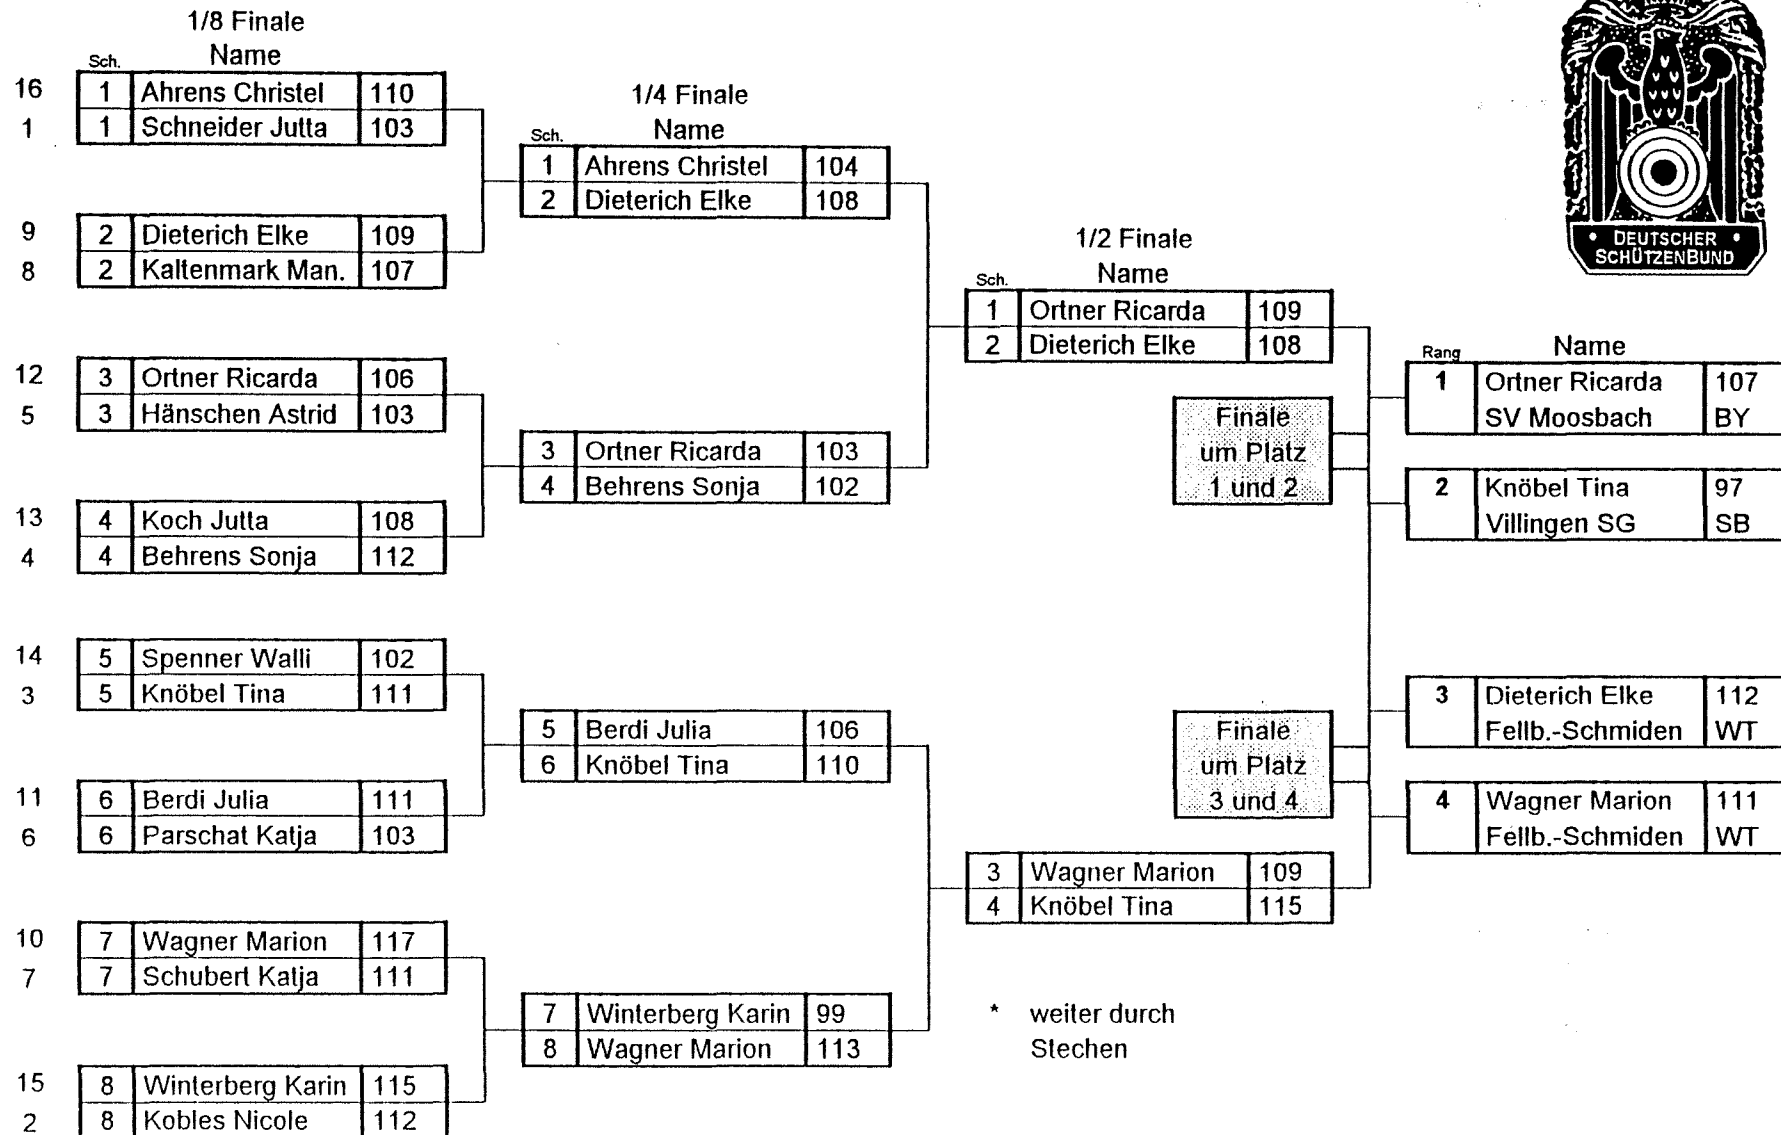 1/8 Finale
Sch. Name
16 1 Ahrens Christel 110
1 1 Schneider Jutta 103
9 2 Dieterich Elke 109
8 2 Kaltenmark Man. 107
12 3 Ortner Ricarda 106
5 3 Hänschen Astrid 103
13 4 Koch Jutta 108
4 4 Behrens Sonja 112
14 5 Spenner Walli 102
3 5 Knöbel Tina 111
11 6 Berdi Julia 111
6 6 Parschat Katja 103
10 7 Wagner Marion 117
7 7 Schubert Katja 111
15 8 Winterberg Karin 115
2 8 Kobles Nicole 112
1/4 Finale
Sch. Name
1 Ahrens Christel 104
2 Dieterich Elke 108
3 Ortner Ricarda 103
4 Behrens Sonja 102
5 Berdi Julia 106
6 Knöbel Tina 110
7 Winterberg Karin 99
8 Wagner Marion 113
1/2 Finale
Sch. Name
1 Ortner Ricarda 109
2 Dieterich Elke 108
Finale
um Platz
1 und 2
Finale
um Platz
3 und 4
3 Wagner Marion 109
4 Knöbel Tina 115
* weiter durch
Stechen
DEUTSCHER
SCHÜTZENBUND
Rang Name
1 Ortner Ricarda 107
SV Moosbach BY
2 Knöbel Tina 97
Villingen SG SB
3 Dieterich Elke 112
Fellb.-Schmiden WT
4 Wagner Marion 111
Fellb.-Schmiden WT